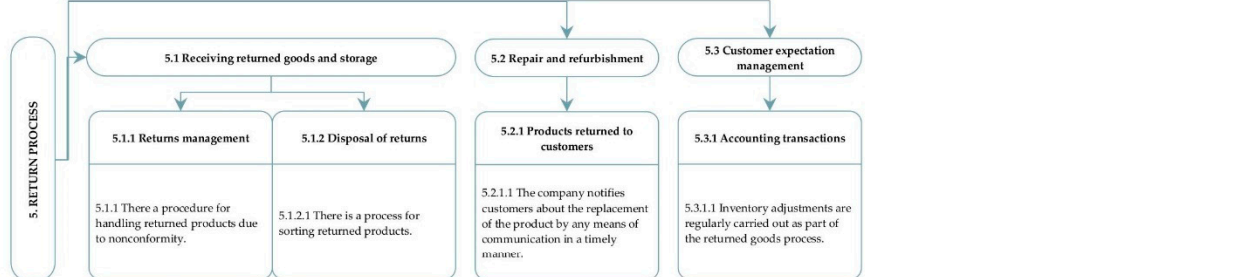 5. RETURN PROCESS
5.1 Receiving returned goods and storage
5.1.1 Returns management
5.1.1 There a procedure for
handling returned products due
to nonconformity.
5.1.2 Disposal of returns
5.1.2.1 There is a process for
sorting returned products.
5.2 Repair and refurbishment
5.2.1 Products returned to
customers
5.2.1.1 The company notifies
customers about the replacement
of the product by any means of
communication in a timely
manner.
5.3 Customer expectation
management
5.3.1 Accounting transactions
5.3.1.1 Inventory adjustments are
regularly carried out as part of
the returned goods process.